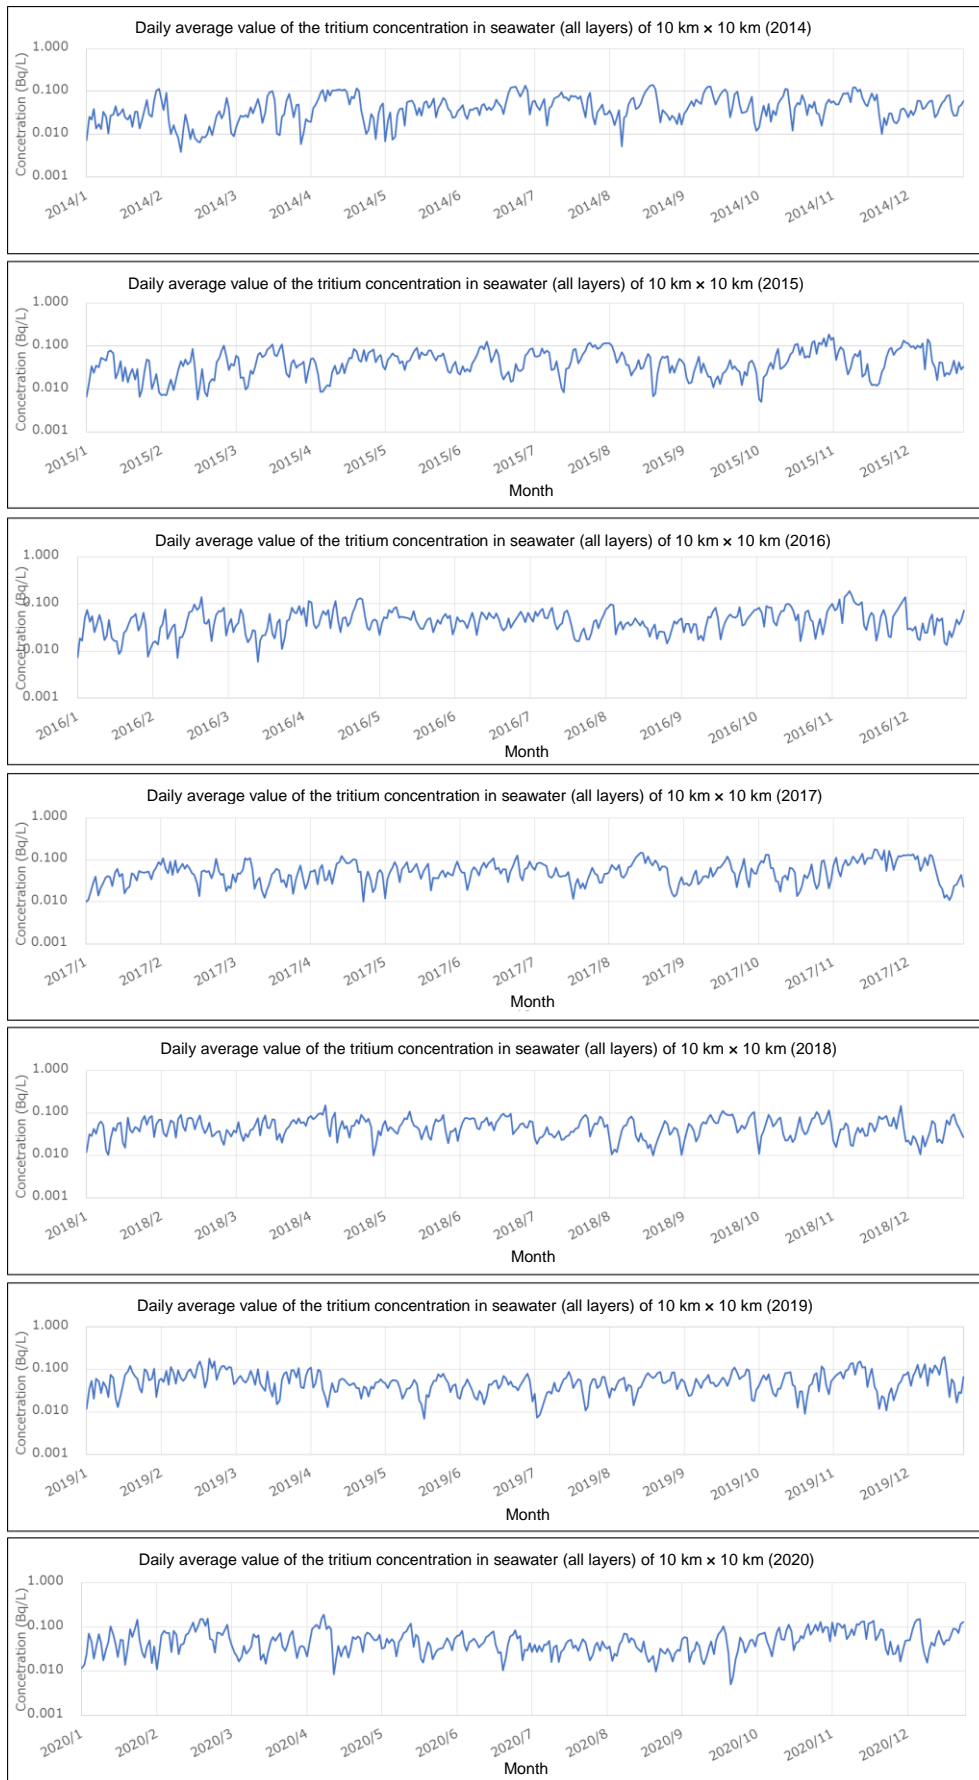 Daily average value of the tritium concentration in seawater (all layers) of 10 km × 10 km (2014)
Concetration (Bq/L)
1.000
0.100
0.010
0.001
2014/1 2014/2 2014/3 2014/4 2014/5 2014/6 2014/7 2014/8 2014/9 2014/10 2014/11 2014/12
Daily average value of the tritium concentration in seawater (all layers) of 10 km × 10 km (2015)
Concetration (Bq/L)
1.000
0.100
0.010
0.001
2015/1 2015/2 2015/3 2015/4 2015/5 2015/6 2015/7 2015/8 2015/9 2015/10 2015/11 2015/12
Month
Daily average value of the tritium concentration in seawater (all layers) of 10 km × 10 km (2016)
Concetration (Bq/L)
1.000
0.100
0.010
0.001
2016/1 2016/2 2016/3 2016/4 2016/5 2016/6 2016/7 2016/8 2016/9 2016/10 2016/11 2016/12
Month
Daily average value of the tritium concentration in seawater (all layers) of 10 km × 10 km (2017)
Concetration (Bq/L)
1.000
0.100
0.010
0.001
2017/1 2017/2 2017/3 2017/4 2017/5 2017/6 2017/7 2017/8 2017/9 2017/10 2017/11 2017/12
Month
Daily average value of the tritium concentration in seawater (all layers) of 10 km × 10 km (2018)
Concetration (Bq/L)
1.000
0.100
0.010
0.001
2018/1 2018/2 2018/3 2018/4 2018/5 2018/6 2018/7 2018/8 2018/9 2018/10 2018/11 2018/12
Month
Daily average value of the tritium concentration in seawater (all layers) of 10 km × 10 km (2019)
Concetration (Bq/L)
1.000
0.100
0.010
0.001
2019/1 2019/2 2019/3 2019/4 2019/5 2019/6 2019/7 2019/8 2019/9 2019/10 2019/11 2019/12
Month
Daily average value of the tritium concentration in seawater (all layers) of 10 km × 10 km (2020)
Concetration (Bq/L)
1.000
0.100
0.010
0.001
2020/1 2020/2 2020/3 2020/4 2020/5 2020/6 2020/7 2020/8 2020/9 2020/10 2020/11 2020/12
Month